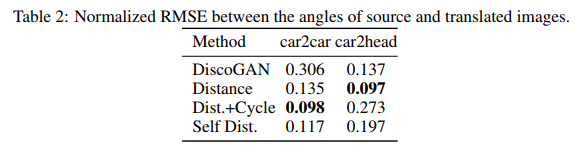 Table 2: Normalized RMSE between the angles of source and translated images.
Method car2car car2head
DiscoGAN 0.306 0.137
Distance 0.135 0.097
Dist.+Cycle 0.098 0.273
Self Dist. 0.117 0.197